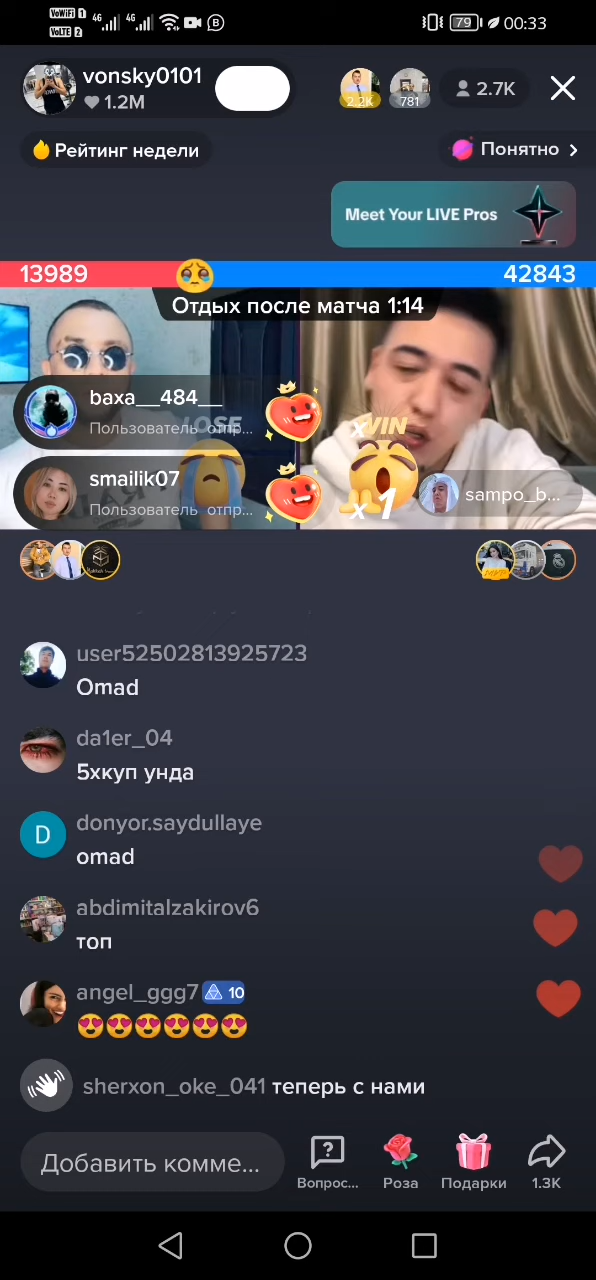 VoWiFi 1
VoLTE 2
4G
4G
B
79
00:33
vonsky0101
1.2M
2.2K
781
2.7K
Рейтинг недели
Понятно
Meet Your LIVE Pros
13989
42843
Отдых после матча 1:14
baxa__484__
Пользователь отпр...
smailik07
Пользователь отпр...
x1
sampo_b...
user52502813925723
Omad
da1er_04
5хкуп унда
D
donyor.saydullaye
omad
abdimitalzakirov6
топ
angel_ggg7 10
😍😍😍😍😍😍
sherxon_oke_041 теперь с нами
Добавить комме...
Вопрос...
Роза
Подарки
1.3K